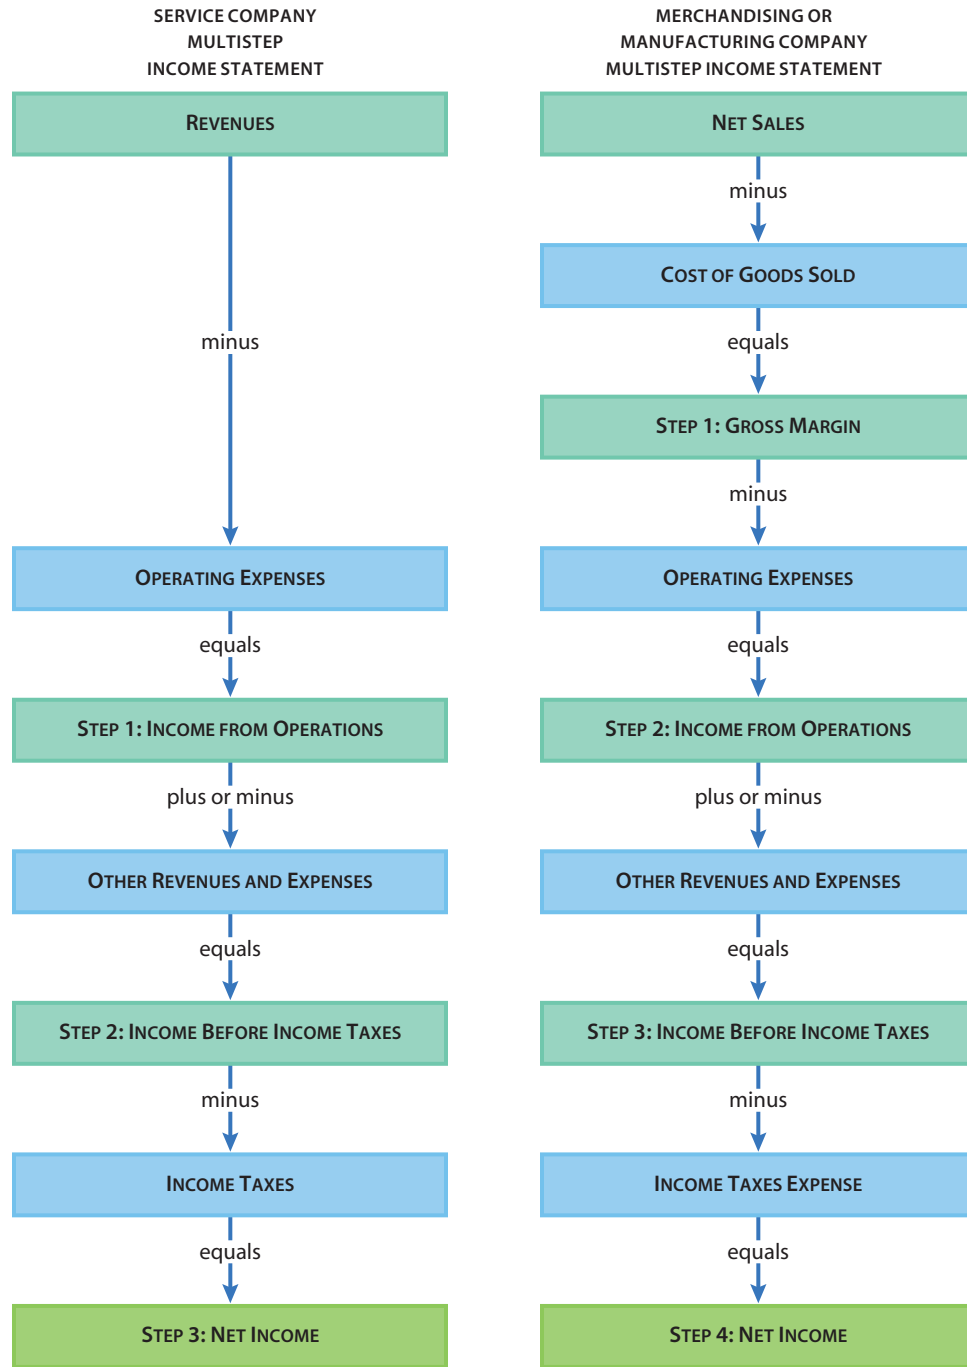 SERVICE COMPANY
MULTISTEP
INCOME STATEMENT
REVENUES
minus
OPERATING EXPENSES
equals
STEP 1: INCOME FROM OPERATIONS
plus or minus
OTHER REVENUES AND EXPENSES
equals
STEP 2: INCOME BEFORE INCOME TAXES
minus
INCOME TAXES
equals
STEP 3: NET INCOME
MERCHANDISING OR
MANUFACTURING COMPANY
MULTISTEP INCOME STATEMENT
NET SALES
minus
COST OF GOODS SOLD
equals
STEP 1: GROSS MARGIN
minus
OPERATING EXPENSES
equals
STEP 2: INCOME FROM OPERATIONS
plus or minus
OTHER REVENUES AND EXPENSES
equals
STEP 3: INCOME BEFORE INCOME TAXES
minus
INCOME TAXES EXPENSE
equals
STEP 4: NET INCOME